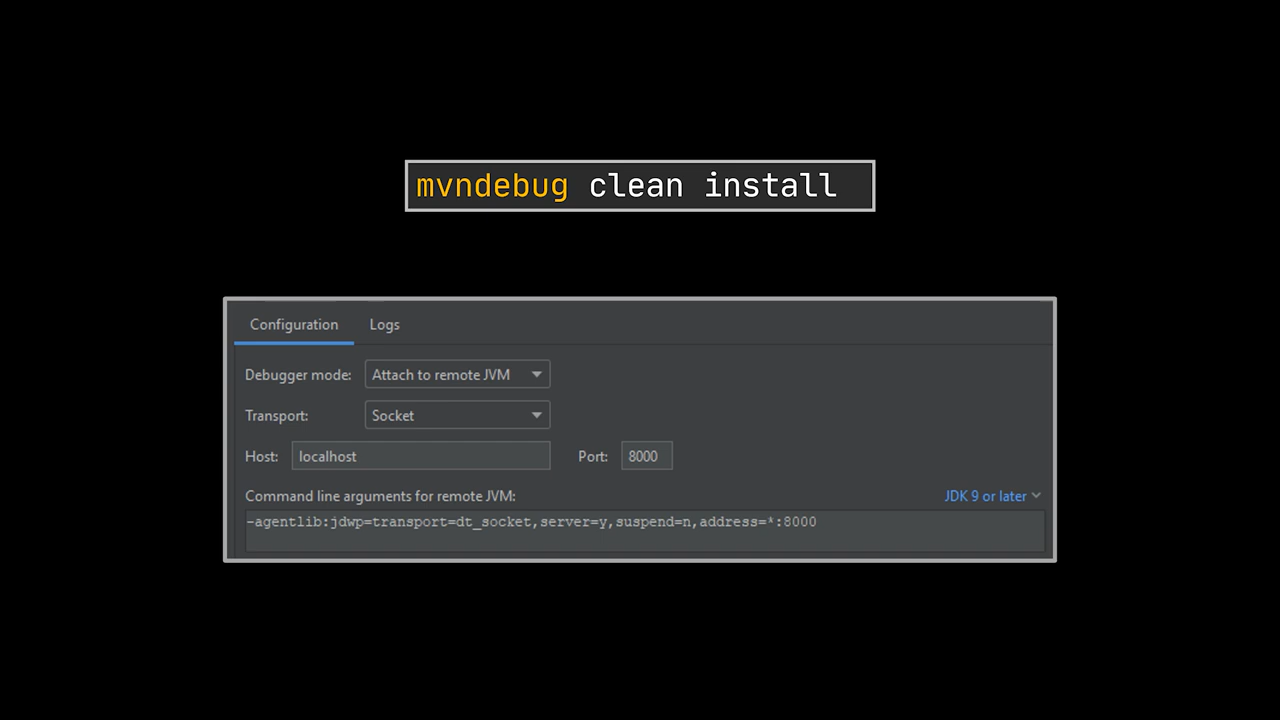 mvndebug clean install
Configuration Logs
Debugger mode: Attach to remote JVM
Transport: Socket
Host: localhost Port: 8000
Command line arguments for remote JVM: JDK 9 or later
-agentlib:jdwp=transport=dt_socket,server=y,suspend=n,address=*:8000